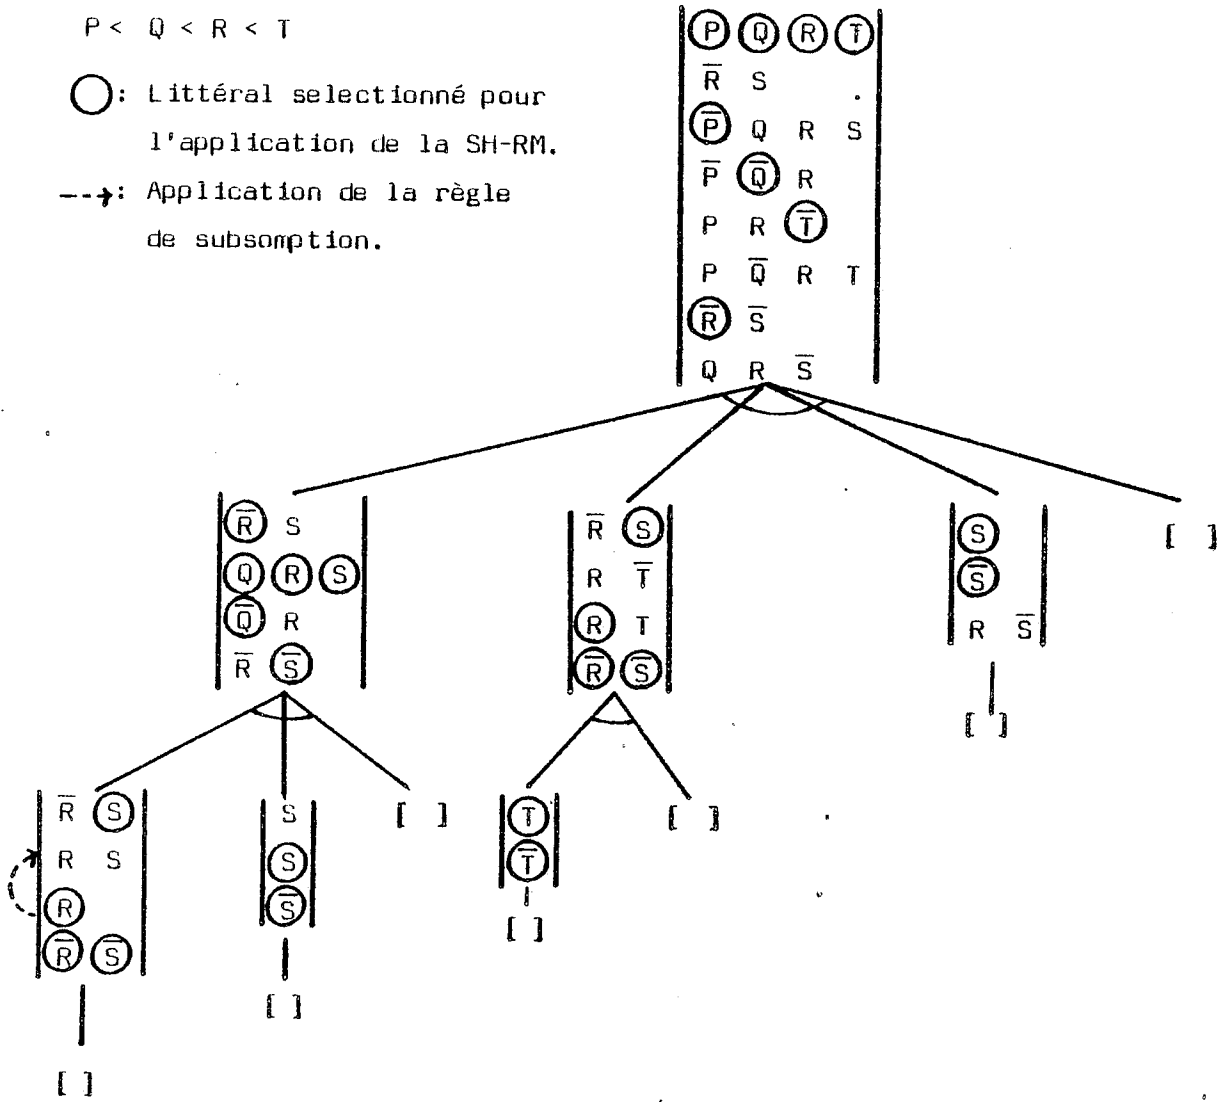 P < Q < R < T
◯: Littéral selectionné pour
l'application de la SH-RM.
--→: Application de la règle
de subsomption.
P Q R T
R̅ S
P̅ Q R S
P̅ Q̅ R
P R T̅
P Q̅ R T
R̅ S̅
Q R S̅
R̅ S
Q R S
Q̅ R
R̅ S̅
R̅ S
R T̅
R T
R̅ S̅
S
S̅
R S̅
[ ]
[ ]
R̅ S
R S
R
R̅ S̅
S
S
S̅
[ ]
T
T̅
[ ]
[ ]
[ ]
[ ]